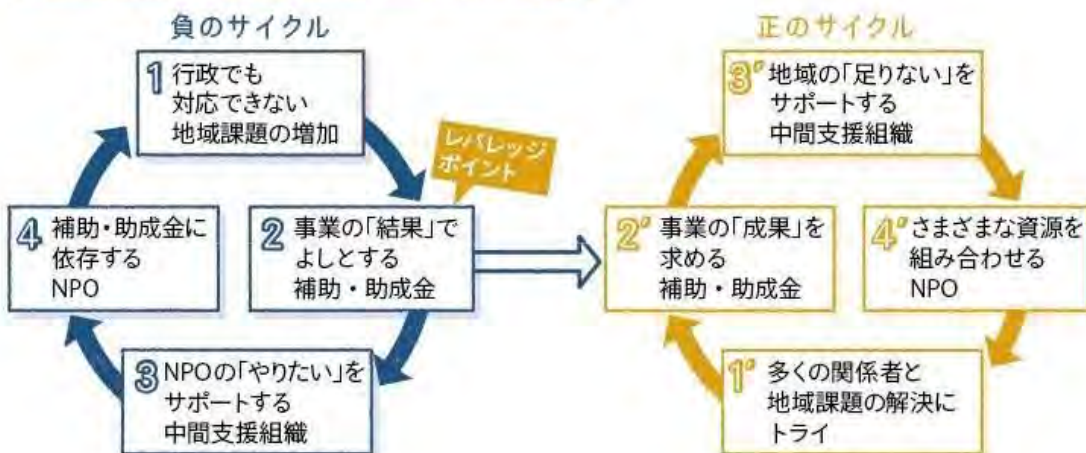 負のサイクル
1 行政でも
対応できない
地域課題の増加
レバレッジ
ポイント
2 事業の「結果」で
よしとする
補助・助成金
3 NPOの「やりたい」を
サポートする
中間支援組織
4 補助・助成金に
依存する
NPO
正のサイクル
3′ 地域の「足りない」を
サポートする
中間支援組織
2′ 事業の「成果」を
求める
補助・助成金
4′ さまざまな資源を
組み合わせる
NPO
1′ 多くの関係者と
地域課題の解決に
トライ